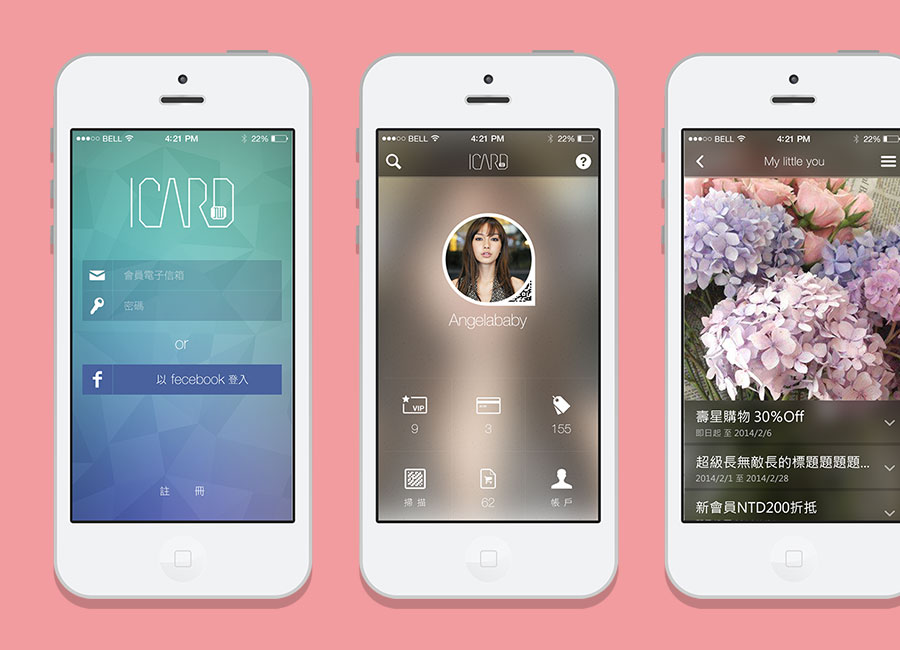 ●●●○○ BELL 4:21 PM 22%
ICARD
會員電子信箱
密碼
or
f 以 fecebook 登入
註 冊
●●●○○ BELL 4:21 PM 22%
ICARD ?
Angelababy
VIP
9 3 155
掃描 62 帳戶
●●●○○ BELL 4:21 PM 22%
My little you
壽星購物 30%Off
即日起 至 2014/2/6
超級長無敵長的標題題題題...
2014/2/1 至 2014/2/28
新會員NTD200折抵